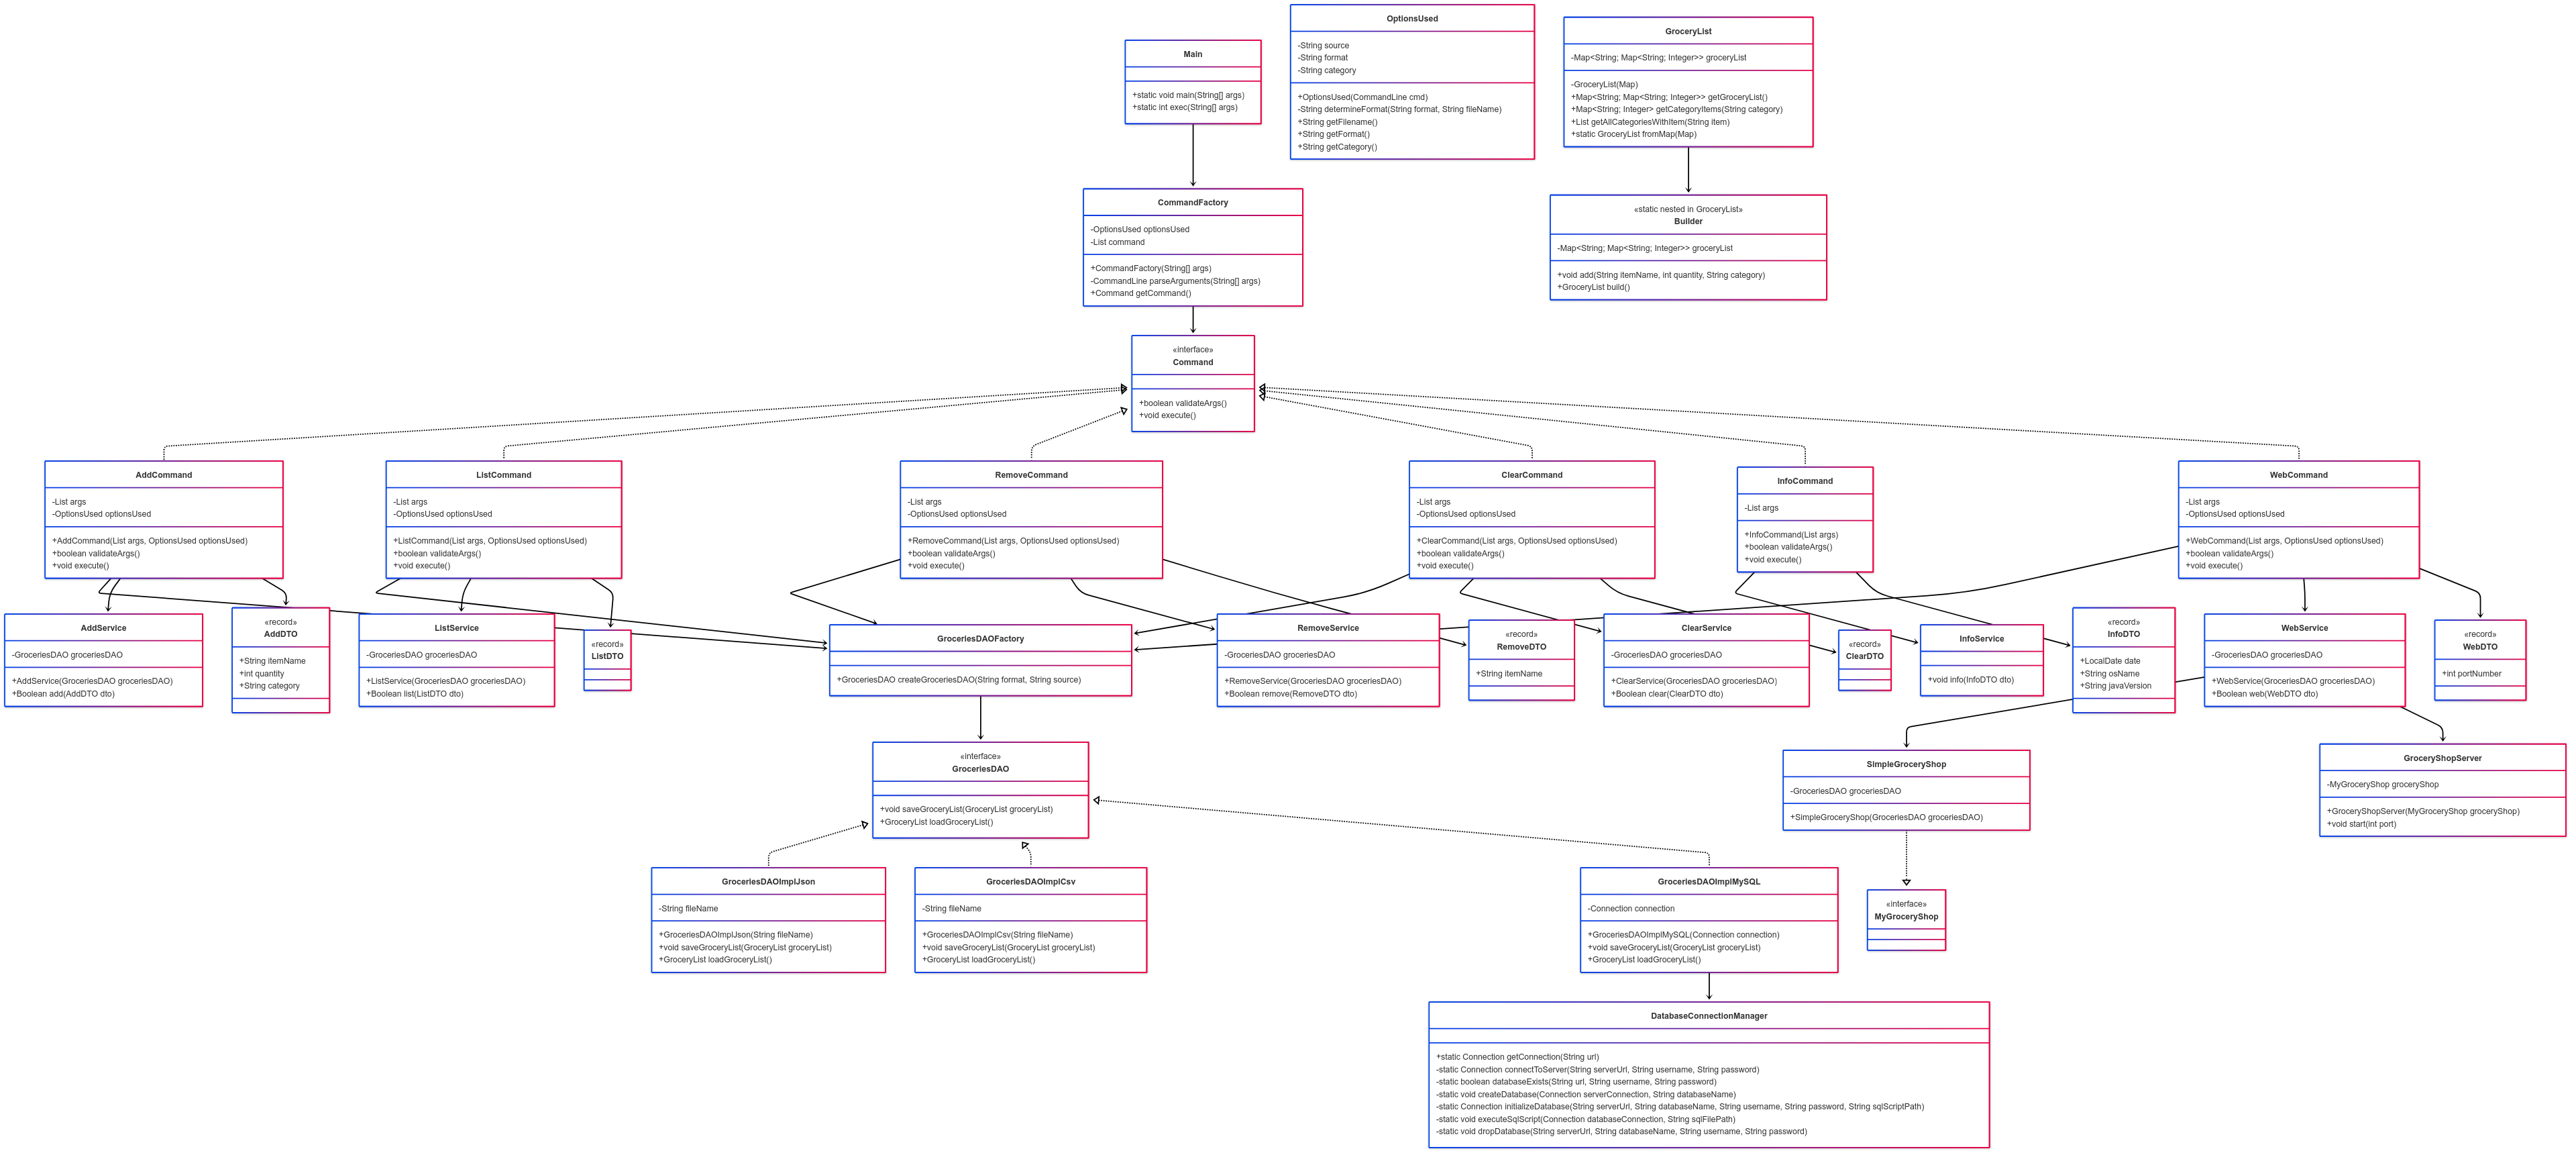 Main
+static void main(String[] args)
+static int exec(String[] args)
OptionsUsed
-String source
-String format
-String category
+OptionsUsed(CommandLine cmd)
-String determineFormat(String format, String fileName)
+String getFilename()
+String getFormat()
+String getCategory()
GroceryList
-Map<String; Map<String; Integer>> groceryList
-GroceryList(Map)
+Map<String; Map<String; Integer>> getGroceryList()
+Map<String; Integer> getCategoryItems(String category)
+List getAllCategoriesWithItem(String item)
+static GroceryList fromMap(Map)
CommandFactory
-OptionsUsed optionsUsed
-List command
+CommandFactory(String[] args)
-CommandLine parseArguments(String[] args)
+Command getCommand()
«static nested in GroceryList»
Builder
-Map<String; Map<String; Integer>> groceryList
+void add(String itemName, int quantity, String category)
+GroceryList build()
«interface»
Command
+boolean validateArgs()
+void execute()
AddCommand
-List args
-OptionsUsed optionsUsed
+AddCommand(List args, OptionsUsed optionsUsed)
+boolean validateArgs()
+void execute()
ListCommand
-List args
-OptionsUsed optionsUsed
+ListCommand(List args, OptionsUsed optionsUsed)
+boolean validateArgs()
+void execute()
RemoveCommand
-List args
-OptionsUsed optionsUsed
+RemoveCommand(List args, OptionsUsed optionsUsed)
+boolean validateArgs()
+void execute()
ClearCommand
-List args
-OptionsUsed optionsUsed
+ClearCommand(List args, OptionsUsed optionsUsed)
+boolean validateArgs()
+void execute()
InfoCommand
-List args
+InfoCommand(List args)
+boolean validateArgs()
+void execute()
WebCommand
-List args
-OptionsUsed optionsUsed
+WebCommand(List args, OptionsUsed optionsUsed)
+boolean validateArgs()
+void execute()
AddService
-GroceriesDAO groceriesDAO
+AddService(GroceriesDAO groceriesDAO)
+Boolean add(AddDTO dto)
«record»
AddDTO
+String itemName
+int quantity
+String category
ListService
-GroceriesDAO groceriesDAO
+ListService(GroceriesDAO groceriesDAO)
+Boolean list(ListDTO dto)
«record»
ListDTO
GroceriesDAOFactory
+GroceriesDAO createGroceriesDAO(String format, String source)
RemoveService
-GroceriesDAO groceriesDAO
+RemoveService(GroceriesDAO groceriesDAO)
+Boolean remove(RemoveDTO dto)
«record»
RemoveDTO
+String itemName
ClearService
-GroceriesDAO groceriesDAO
+ClearService(GroceriesDAO groceriesDAO)
+Boolean clear(ClearDTO dto)
«record»
ClearDTO
InfoService
+void info(InfoDTO dto)
«record»
InfoDTO
+LocalDate date
+String osName
+String javaVersion
WebService
-GroceriesDAO groceriesDAO
+WebService(GroceriesDAO groceriesDAO)
+Boolean web(WebDTO dto)
«record»
WebDTO
+int portNumber
«interface»
GroceriesDAO
+void saveGroceryList(GroceryList groceryList)
+GroceryList loadGroceryList()
SimpleGroceryShop
-GroceriesDAO groceriesDAO
+SimpleGroceryShop(GroceriesDAO groceriesDAO)
GroceryShopServer
-MyGroceryShop groceryShop
+GroceryShopServer(MyGroceryShop groceryShop)
+void start(int port)
GroceriesDAOImplJson
-String fileName
+GroceriesDAOImplJson(String fileName)
+void saveGroceryList(GroceryList groceryList)
+GroceryList loadGroceryList()
GroceriesDAOImplCsv
-String fileName
+GroceriesDAOImplCsv(String fileName)
+void saveGroceryList(GroceryList groceryList)
+GroceryList loadGroceryList()
GroceriesDAOImplMySQL
-Connection connection
+GroceriesDAOImplMySQL(Connection connection)
+void saveGroceryList(GroceryList groceryList)
+GroceryList loadGroceryList()
«interface»
MyGroceryShop
DatabaseConnectionManager
+static Connection getConnection(String url)
-static Connection connectToServer(String serverUrl, String username, String password)
-static boolean databaseExists(String url, String username, String password)
-static void createDatabase(Connection serverConnection, String databaseName)
-static Connection initializeDatabase(String serverUrl, String databaseName, String username, String password, String sqlScriptPath)
-static void executeSqlScript(Connection databaseConnection, String sqlFilePath)
-static void dropDatabase(String serverUrl, String databaseName, String username, String password)